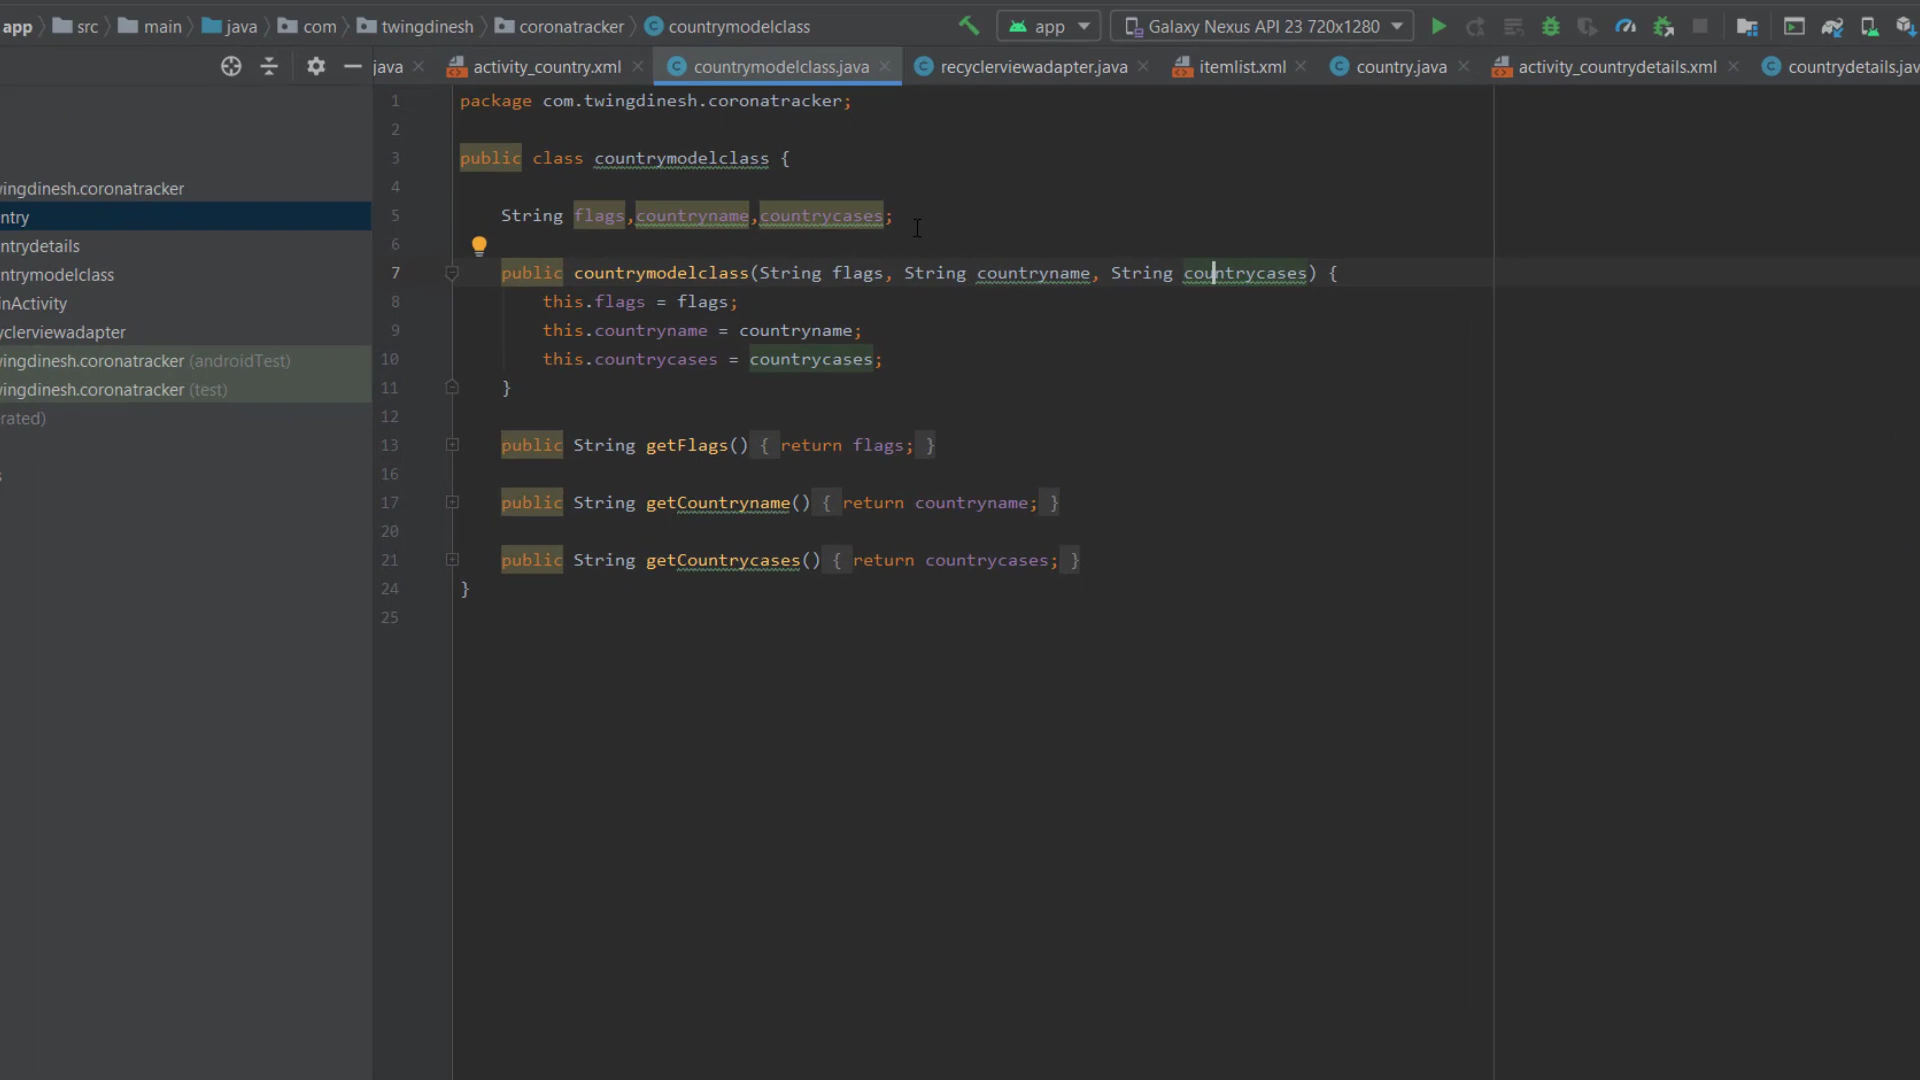 app src main java com twingdinesh coronatracker countrymodelclass app Galaxy Nexus API 23 720x1280
java activity_country.xml countrymodelclass.java recyclerviewadapter.java itemlist.xml country.java activity_countrydetails.xml countrydetails.jav
1 package com.twingdinesh.coronatracker;
2
3 public class countrymodelclass {
4
wingdinesh.coronatracker
5 String flags,countryname,countrycases;
ntry
6
ntrydetails
7 public countrymodelclass(String flags, String countryname, String countrycases) {
ntrymodelclass
8 this.flags = flags;
inActivity
9 this.countryname = countryname;
yclerviewadapter
10 this.countrycases = countrycases;
wingdinesh.coronatracker (androidTest)
11 }
wingdinesh.coronatracker (test)
12
rated)
13 public String getFlags() { return flags; }
16
s
17 public String getCountryname() { return countryname; }
20
21 public String getCountrycases() { return countrycases; }
24 }
25